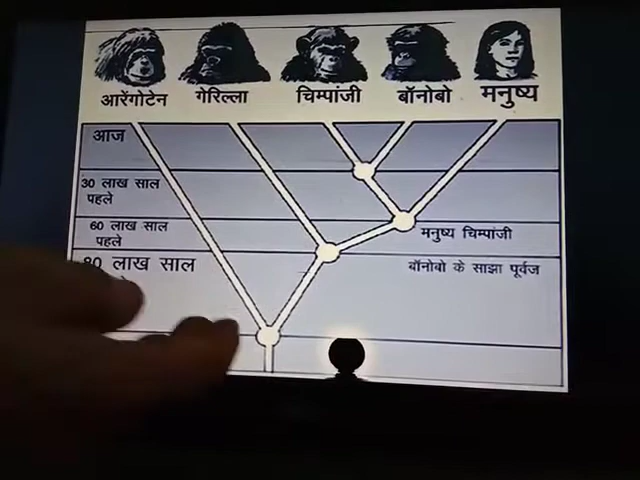 आरेंगोटेन गेरिल्ला चिम्पांजी बॉनोबो मनुष्य
आज
30 लाख साल
पहले
60 लाख साल
पहले
मनुष्य चिम्पांजी
80 लाख साल
बॉनोबो के साझा पूर्वज